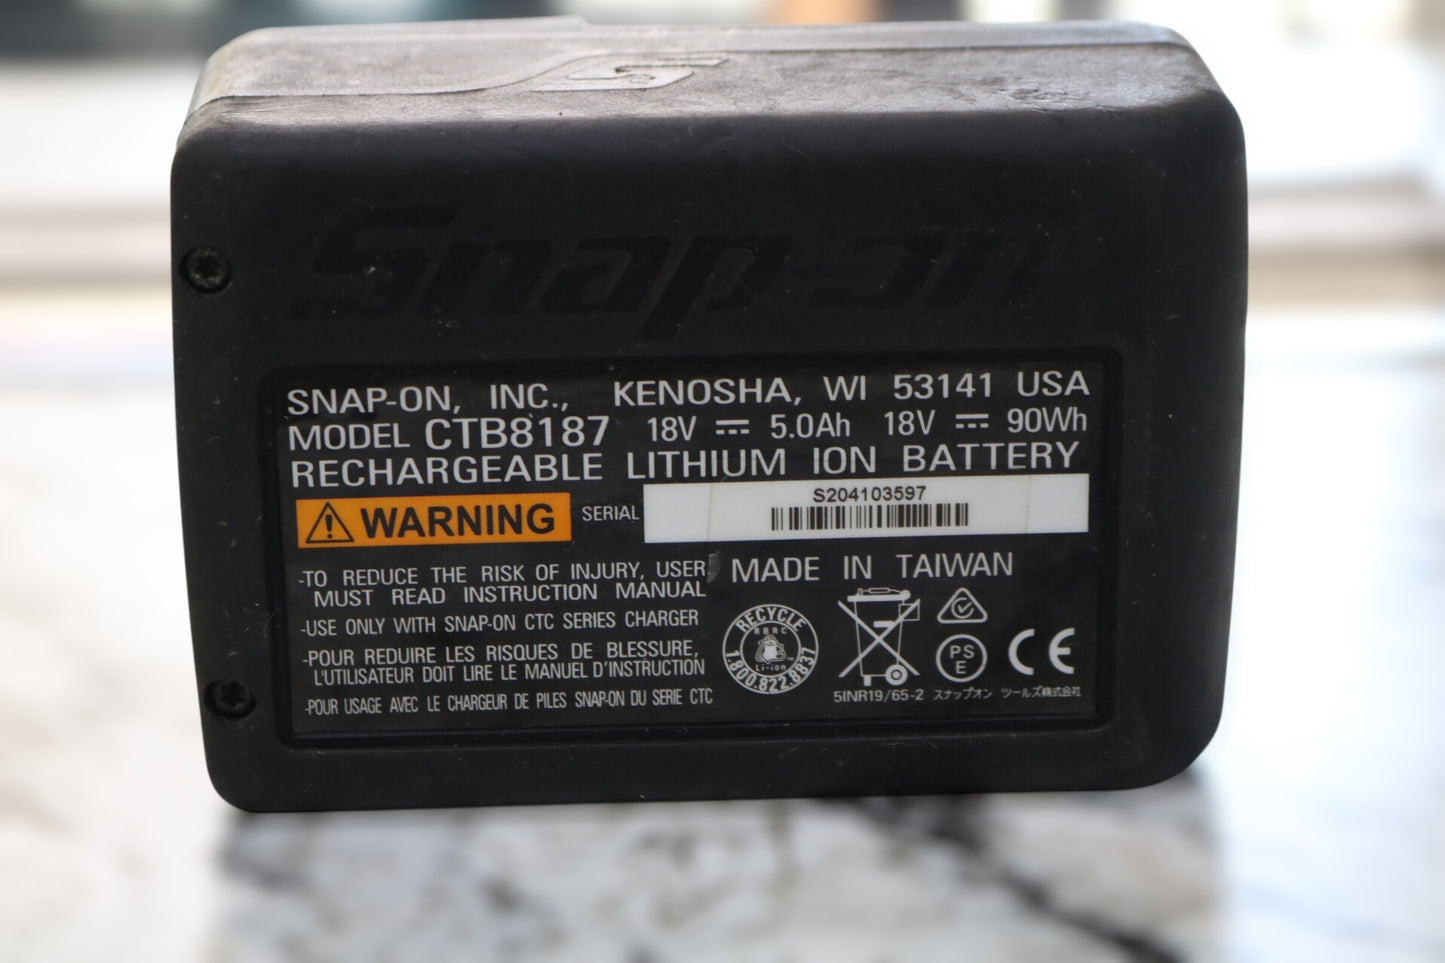 Snap-on
SNAP-ON, INC., KENOSHA, WI 53141 USA
MODEL CTB8187 18V 5.0Ah 18V 90Wh
RECHARGEABLE LITHIUM ION BATTERY
WARNING SERIAL S204103597
-TO REDUCE THE RISK OF INJURY, USER
MUST READ INSTRUCTION MANUAL
-USE ONLY WITH SNAP-ON CTC SERIES CHARGER
-POUR REDUIRE LES RISQUES DE BLESSURE,
L'UTILISATEUR DOIT LIRE LE MANUEL D'INSTRUCTION
-POUR USAGE AVEC LE CHARGEUR DE PILES SNAP-ON DU SERIE CTC
MADE IN TAIWAN
RECYCLE
RBRC
Li-ion
1.800.822.8837
PS
E
CE
5INR19/65-2 スナップオン ツールズ株式会社